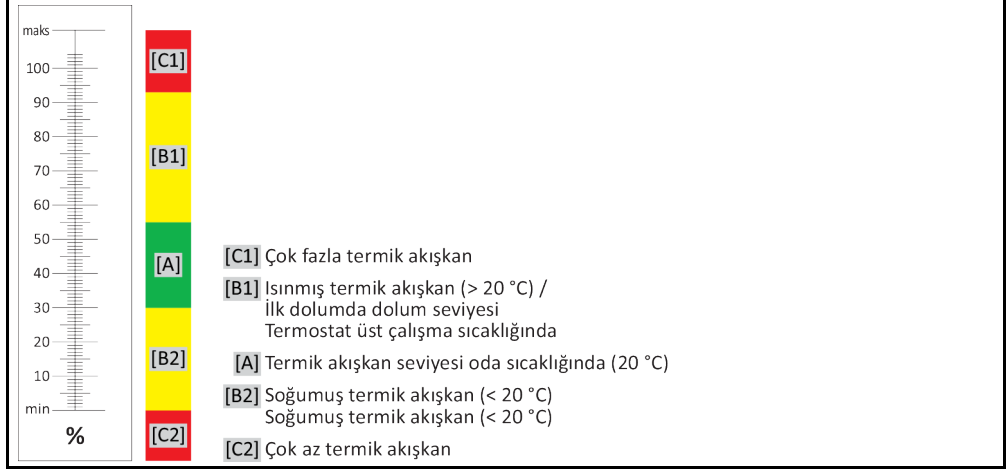 maks
100
90
80
70
60
50
40
30
20
10
min
%
[C1]
[B1]
[A]
[B2]
[C2]
[C1] Çok fazla termik akışkan
[B1] Isınmış termik akışkan (> 20 °C) /
İlk dolumda dolum seviyesi
Termostat üst çalışma sıcaklığında
[A] Termik akışkan seviyesi oda sıcaklığında (20 °C)
[B2] Soğumuş termik akışkan (< 20 °C)
Soğumuş termik akışkan (< 20 °C)
[C2] Çok az termik akışkan